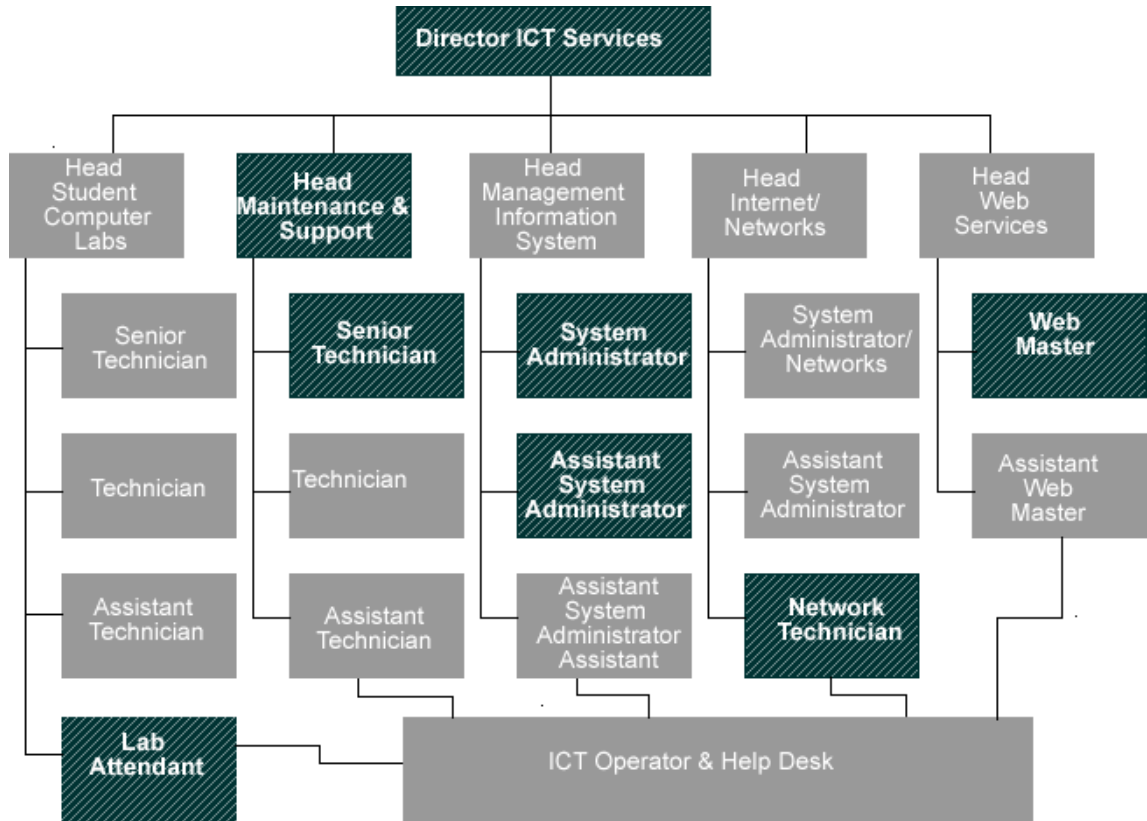 Director ICT Services
Head
Student
Computer
Labs
Head
Maintenance &
Support
Head
Management
Information
System
Head
Internet/
Networks
Head
Web
Services
Senior
Technician
Senior
Technician
System
Administrator
System
Administrator/
Networks
Web
Master
Technician
Technician
Assistant
System
Administrator
Assistant
System
Administrator
Assistant
Web
Master
Assistant
Technician
Assistant
Technician
Assistant
System
Administrator
Assistant
Network
Technician
Lab
Attendant
ICT Operator & Help Desk